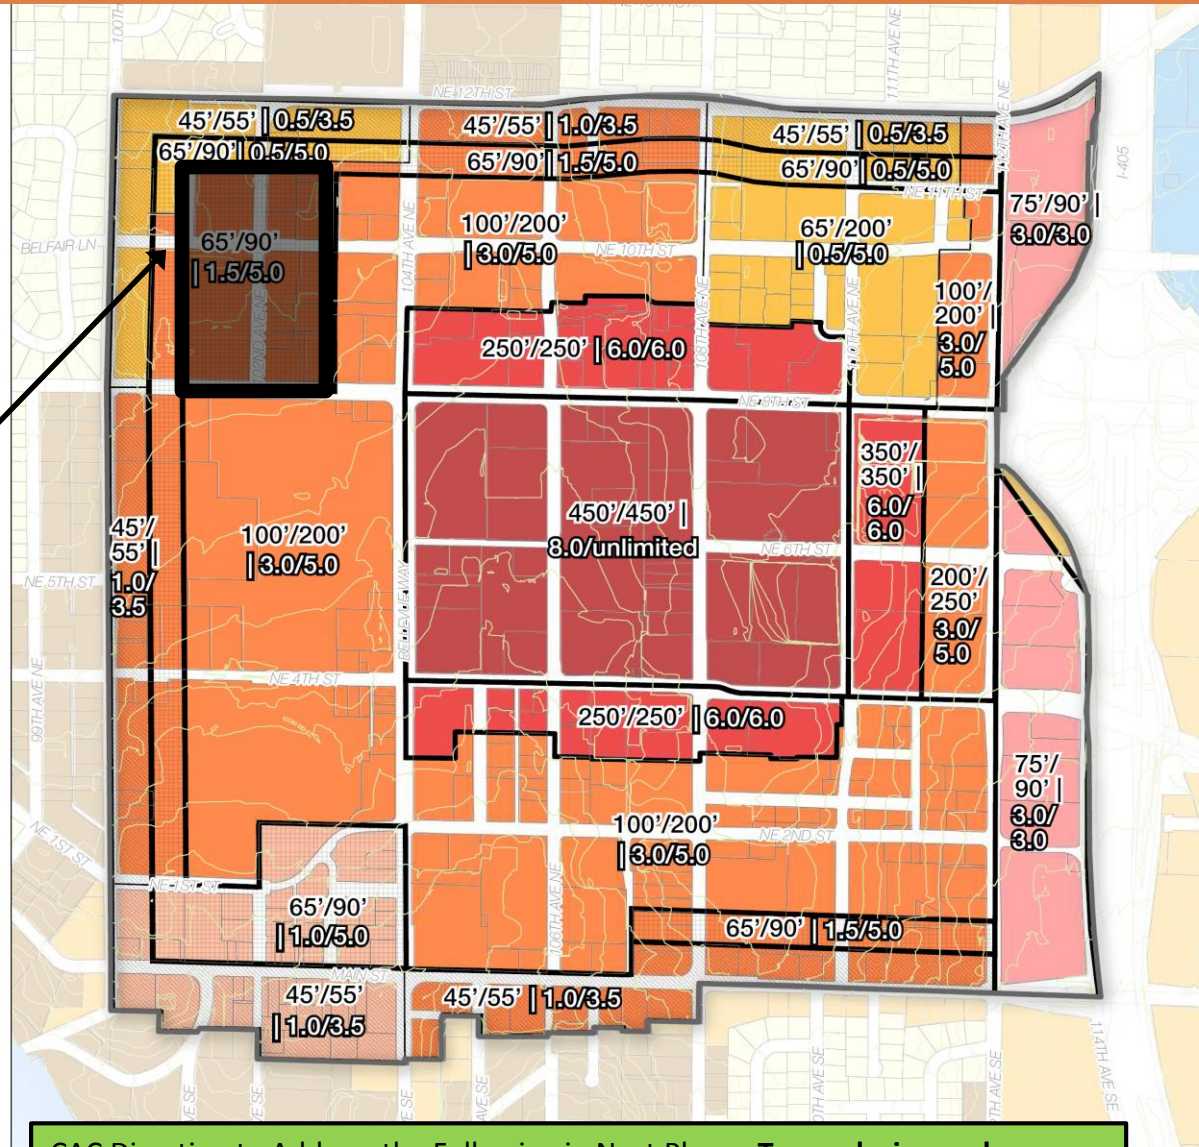 NE 12TH ST
45'/55' | 0.5/3.5
45'/55' | 1.0/3.5
45'/55' | 0.5/3.5
65'/90' | 0.5/5.0
65'/90' | 1.5/5.0
65'/90' | 0.5/5.0
100TH
111TH AVE NE
I-405
NE 11TH ST
75'/90' |
3.0/3.0
BELFAIR LN
65'/90'
| 1.5/5.0
102ND AVE NE
104TH AVE NE
100'/200'
| 3.0/5.0
NE 10TH ST
65'/200'
| 0.5/5.0
108TH AVE NE
110TH AVE NE
100'/
200' |
3.0/
5.0
250'/250' | 6.0/6.0
NE 8TH ST
350'/
350' |
6.0/
6.0
45'/
55' |
1.0/
3.5
100'/200'
| 3.0/5.0
450'/450' |
8.0/unlimited
NE 6TH ST
NE 5TH ST
BELLEVUE WAY
200'/
250'
3.0/
5.0
99TH AVE NE
NE 4TH ST
250'/250' | 6.0/6.0
75'/
90' |
3.0/
3.0
NE 1ST ST
100'/200'
| 3.0/5.0
NE 2ND ST
NE 1ST ST
65'/90'
| 1.0/5.0
106TH AVE NE
65'/90' | 1.5/5.0
MAIN ST
45'/55'
| 1.0/3.5
45'/55' | 1.0/3.5
114TH AVE SE
AVE SE